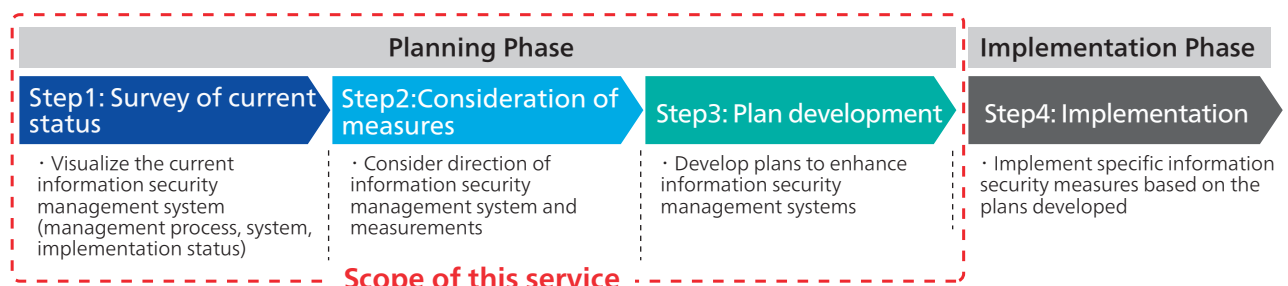 Planning Phase
Implementation Phase
Step1: Survey of current
status
Step2:Consideration of
measures
Step3: Plan development
Step4: Implementation
・Visualize the current
information security
management system
(management process, system,
implementation status)
・Consider direction of
information security
management system and
measurements
・Develop plans to enhance
information security
management systems
・Implement specific information
security measures based on the
plans developed
Scope of this service